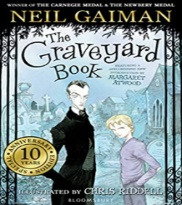 WINNER OF THE CARNEGIE MEDAL & THE NEWBERY MEDAL
NEIL GAIMAN
The
Graveyard
Book
MARGARET
ATWOOD
ANNIVERSARY
10
YEARS
EDITION
BLOOMSBURY
ILLUSTRATED BY CHRIS RIDDELL